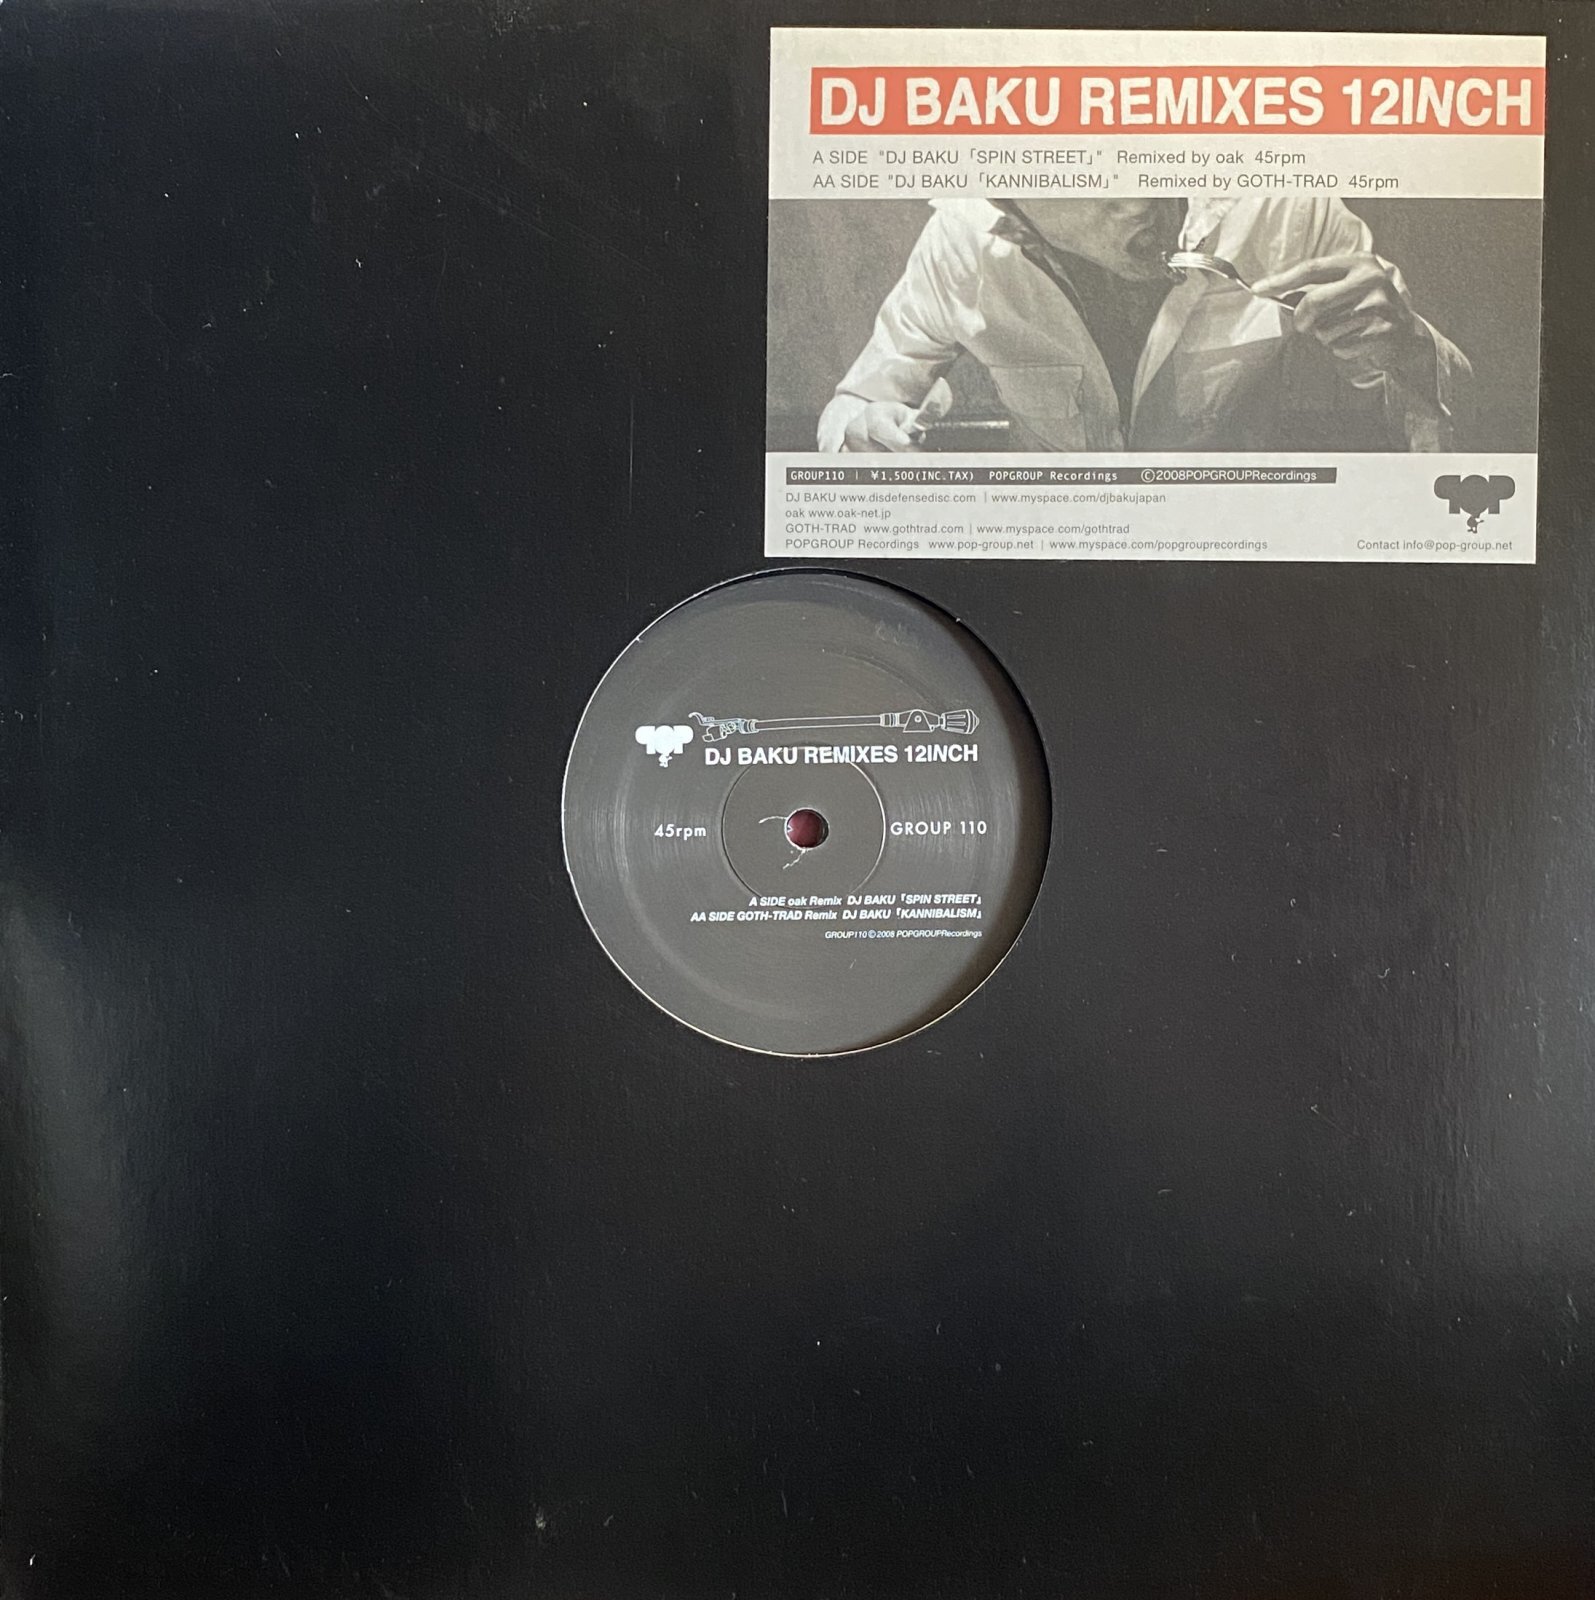 DJ BAKU REMIXES 12INCH
A SIDE "DJ BAKU「SPIN STREET」" Remixed by oak 45rpm
AA SIDE "DJ BAKU「KANNIBALISM」" Remixed by GOTH-TRAD 45rpm
GROUP110 | ¥1,500(INC.TAX) POPGROUP Recordings ©2008POPGROUPRecordings
DJ BAKU www.disdefensedisc.com | www.myspace.com/djbakujapan
oak www.oak-net.jp
GOTH-TRAD www.gothtrad.com | www.myspace.com/gothtrad
POPGROUP Recordings www.pop-group.net | www.myspace.com/popgrouprecordings
POP
Contact info@pop-group.net
POP
DJ BAKU REMIXES 12INCH
45rpm
GROUP 110
A SIDE oak Remix DJ BAKU『SPIN STREET』
AA SIDE GOTH-TRAD Remix DJ BAKU『KANNIBALISM』
GROUP110©2008 POPGROUPRecordings